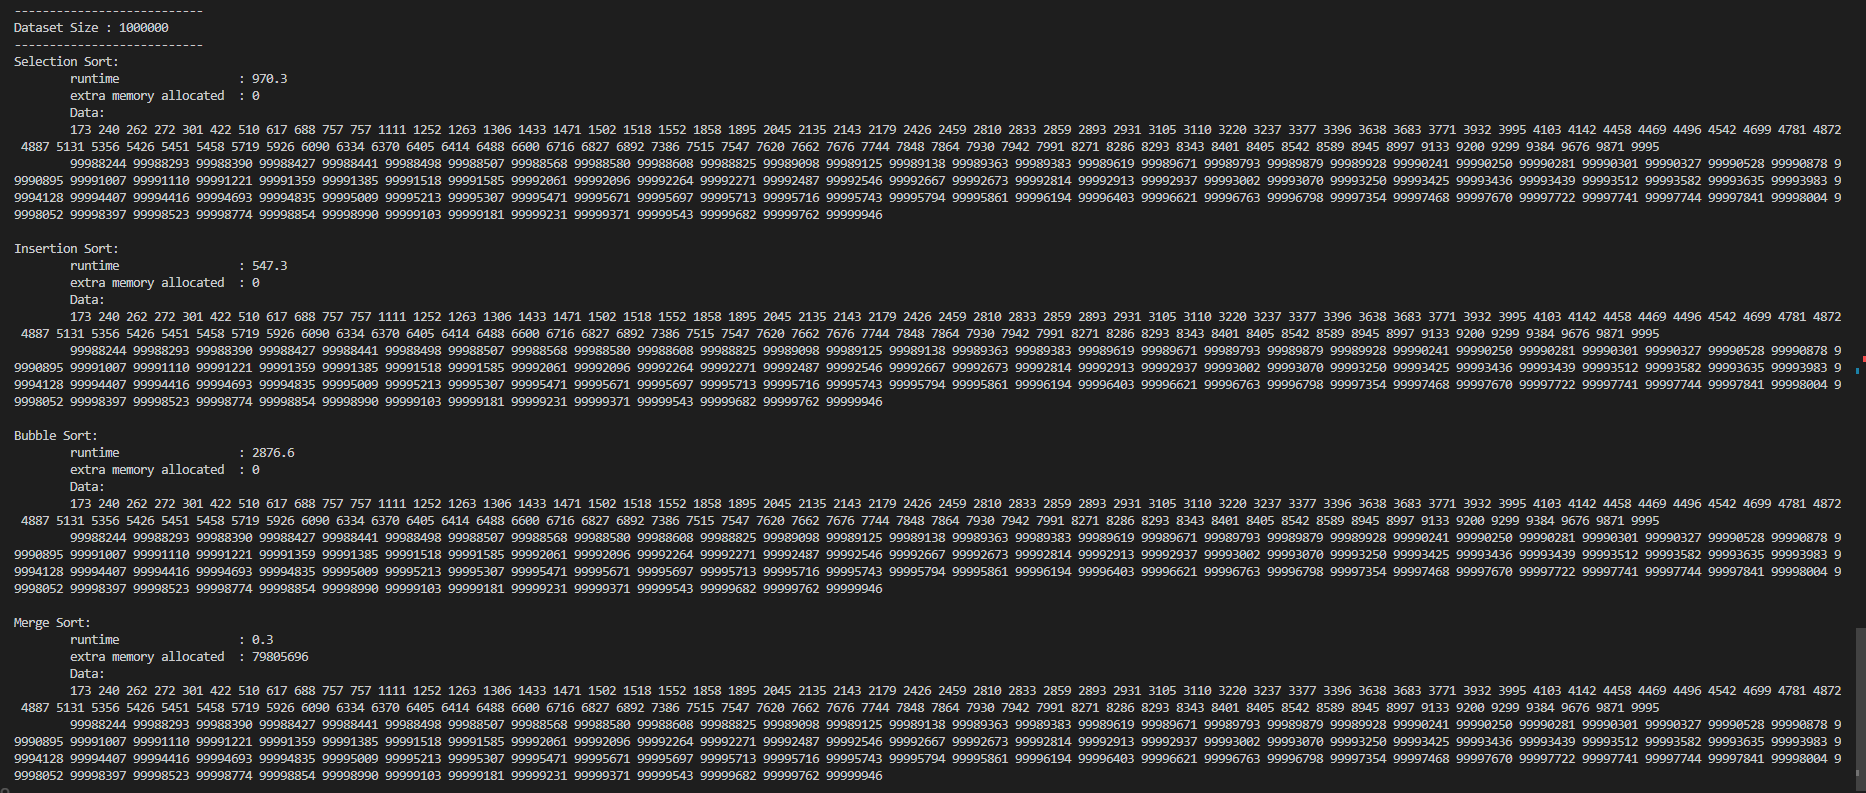 ---------------------------
Dataset Size : 1000000
---------------------------
Selection Sort:
runtime : 970.3
extra memory allocated : 0
Data:
173 240 262 272 301 422 510 617 688 757 757 1111 1252 1263 1306 1433 1471 1502 1518 1552 1858 1895 2045 2135 2143 2179 2426 2459 2810 2833 2859 2893 2931 3105 3110 3220 3237 3377 3396 3638 3683 3771 3932 3995 4103 4142 4458 4469 4496 4542 4699 4781 4872
4887 5131 5356 5426 5451 5458 5719 5926 6090 6334 6370 6405 6414 6488 6600 6716 6827 6892 7386 7515 7547 7620 7662 7676 7744 7848 7864 7930 7942 7991 8271 8286 8293 8343 8401 8405 8542 8589 8945 8997 9133 9200 9299 9384 9676 9871 9995
99988244 99988293 99988390 99988427 99988441 99988498 99988507 99988568 99988580 99988608 99988825 99989098 99989125 99989138 99989363 99989383 99989619 99989671 99989793 99989879 99989928 99990241 99990250 99990281 99990301 99990327 99990528 99990878 9
9990895 99991007 99991110 99991221 99991359 99991385 99991518 99991585 99992061 99992096 99992264 99992271 99992487 99992546 99992667 99992673 99992814 99992913 99992937 99993002 99993070 99993250 99993425 99993436 99993439 99993512 99993582 99993635 99993983 9
9994128 99994407 99994416 99994693 99994835 99995009 99995213 99995307 99995471 99995671 99995697 99995713 99995716 99995743 99995794 99995861 99996194 99996403 99996621 99996763 99996798 99997354 99997468 99997670 99997722 99997741 99997744 99997841 99998004 9
9998052 99998397 99998523 99998774 99998854 99998990 99999103 99999181 99999231 99999371 99999543 99999682 99999762 99999946
Insertion Sort:
runtime : 547.3
extra memory allocated : 0
Data:
173 240 262 272 301 422 510 617 688 757 757 1111 1252 1263 1306 1433 1471 1502 1518 1552 1858 1895 2045 2135 2143 2179 2426 2459 2810 2833 2859 2893 2931 3105 3110 3220 3237 3377 3396 3638 3683 3771 3932 3995 4103 4142 4458 4469 4496 4542 4699 4781 4872
4887 5131 5356 5426 5451 5458 5719 5926 6090 6334 6370 6405 6414 6488 6600 6716 6827 6892 7386 7515 7547 7620 7662 7676 7744 7848 7864 7930 7942 7991 8271 8286 8293 8343 8401 8405 8542 8589 8945 8997 9133 9200 9299 9384 9676 9871 9995
99988244 99988293 99988390 99988427 99988441 99988498 99988507 99988568 99988580 99988608 99988825 99989098 99989125 99989138 99989363 99989383 99989619 99989671 99989793 99989879 99989928 99990241 99990250 99990281 99990301 99990327 99990528 99990878 9
9990895 99991007 99991110 99991221 99991359 99991385 99991518 99991585 99992061 99992096 99992264 99992271 99992487 99992546 99992667 99992673 99992814 99992913 99992937 99993002 99993070 99993250 99993425 99993436 99993439 99993512 99993582 99993635 99993983 9
9994128 99994407 99994416 99994693 99994835 99995009 99995213 99995307 99995471 99995671 99995697 99995713 99995716 99995743 99995794 99995861 99996194 99996403 99996621 99996763 99996798 99997354 99997468 99997670 99997722 99997741 99997744 99997841 99998004 9
9998052 99998397 99998523 99998774 99998854 99998990 99999103 99999181 99999231 99999371 99999543 99999682 99999762 99999946
Bubble Sort:
runtime : 2876.6
extra memory allocated : 0
Data:
173 240 262 272 301 422 510 617 688 757 757 1111 1252 1263 1306 1433 1471 1502 1518 1552 1858 1895 2045 2135 2143 2179 2426 2459 2810 2833 2859 2893 2931 3105 3110 3220 3237 3377 3396 3638 3683 3771 3932 3995 4103 4142 4458 4469 4496 4542 4699 4781 4872
4887 5131 5356 5426 5451 5458 5719 5926 6090 6334 6370 6405 6414 6488 6600 6716 6827 6892 7386 7515 7547 7620 7662 7676 7744 7848 7864 7930 7942 7991 8271 8286 8293 8343 8401 8405 8542 8589 8945 8997 9133 9200 9299 9384 9676 9871 9995
99988244 99988293 99988390 99988427 99988441 99988498 99988507 99988568 99988580 99988608 99988825 99989098 99989125 99989138 99989363 99989383 99989619 99989671 99989793 99989879 99989928 99990241 99990250 99990281 99990301 99990327 99990528 99990878 9
9990895 99991007 99991110 99991221 99991359 99991385 99991518 99991585 99992061 99992096 99992264 99992271 99992487 99992546 99992667 99992673 99992814 99992913 99992937 99993002 99993070 99993250 99993425 99993436 99993439 99993512 99993582 99993635 99993983 9
9994128 99994407 99994416 99994693 99994835 99995009 99995213 99995307 99995471 99995671 99995697 99995713 99995716 99995743 99995794 99995861 99996194 99996403 99996621 99996763 99996798 99997354 99997468 99997670 99997722 99997741 99997744 99997841 99998004 9
9998052 99998397 99998523 99998774 99998854 99998990 99999103 99999181 99999231 99999371 99999543 99999682 99999762 99999946
Merge Sort:
runtime : 0.3
extra memory allocated : 79805696
Data:
173 240 262 272 301 422 510 617 688 757 757 1111 1252 1263 1306 1433 1471 1502 1518 1552 1858 1895 2045 2135 2143 2179 2426 2459 2810 2833 2859 2893 2931 3105 3110 3220 3237 3377 3396 3638 3683 3771 3932 3995 4103 4142 4458 4469 4496 4542 4699 4781 4872
4887 5131 5356 5426 5451 5458 5719 5926 6090 6334 6370 6405 6414 6488 6600 6716 6827 6892 7386 7515 7547 7620 7662 7676 7744 7848 7864 7930 7942 7991 8271 8286 8293 8343 8401 8405 8542 8589 8945 8997 9133 9200 9299 9384 9676 9871 9995
99988244 99988293 99988390 99988427 99988441 99988498 99988507 99988568 99988580 99988608 99988825 99989098 99989125 99989138 99989363 99989383 99989619 99989671 99989793 99989879 99989928 99990241 99990250 99990281 99990301 99990327 99990528 99990878 9
9990895 99991007 99991110 99991221 99991359 99991385 99991518 99991585 99992061 99992096 99992264 99992271 99992487 99992546 99992667 99992673 99992814 99992913 99992937 99993002 99993070 99993250 99993425 99993436 99993439 99993512 99993582 99993635 99993983 9
9994128 99994407 99994416 99994693 99994835 99995009 99995213 99995307 99995471 99995671 99995697 99995713 99995716 99995743 99995794 99995861 99996194 99996403 99996621 99996763 99996798 99997354 99997468 99997670 99997722 99997741 99997744 99997841 99998004 9
9998052 99998397 99998523 99998774 99998854 99998990 99999103 99999181 99999231 99999371 99999543 99999682 99999762 99999946